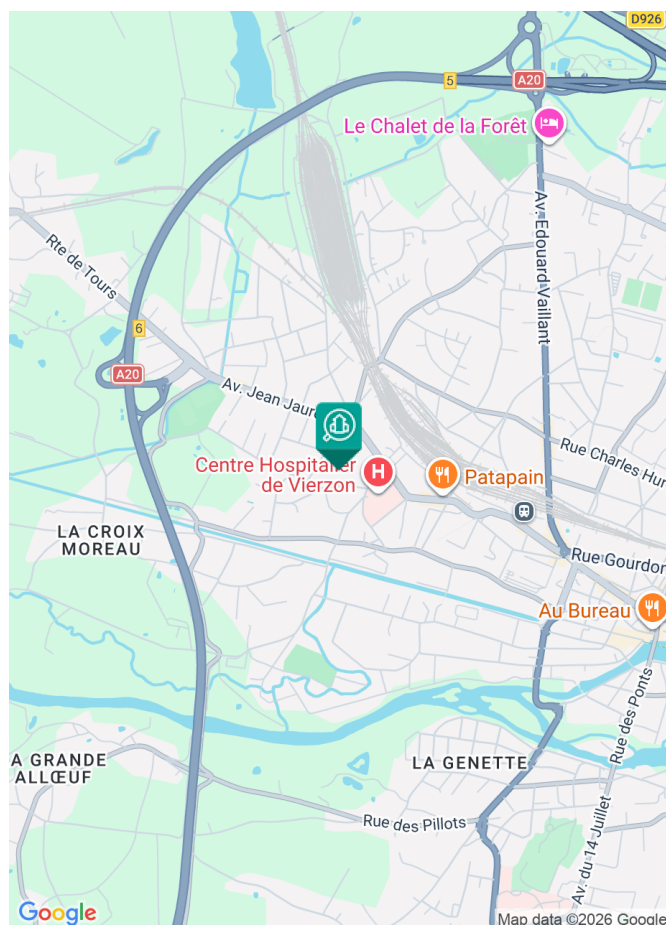 D926
5
A20
Le Chalet de la Forêt
Av. Edouard Vaillant
Rte de Tours
6
A20
Av. Jean Jaur
Rue Charles Hur
Centre Hospitalier
de Vierzon
H
Patapain
LA CROIX
MOREAU
Rue Gourdon
Au Bureau
Rue des Ponts
A GRANDE
ALLŒUF
LA GENETTE
Rue des Pillots
Av. du 14 Juillet
Google
Map data ©2026 Google